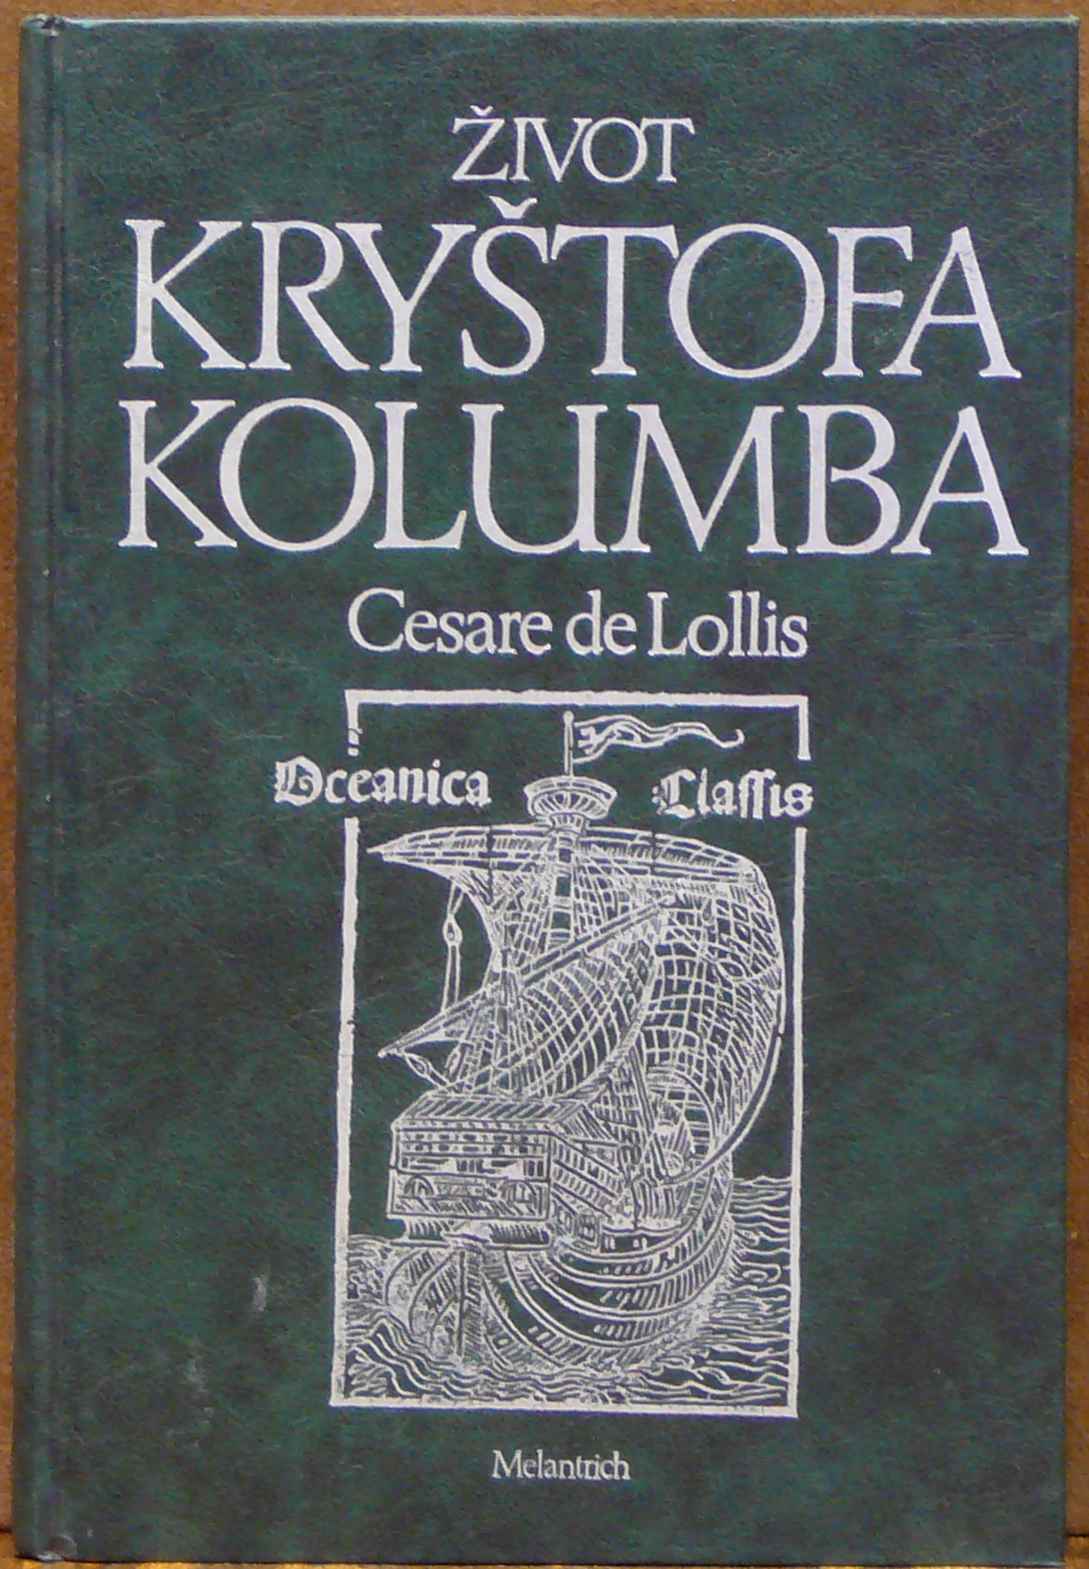 ŽIVOT
KRYŠTOFA
KOLUMBA
Cesare de Lollis
Oceanica Classis
Melantrich